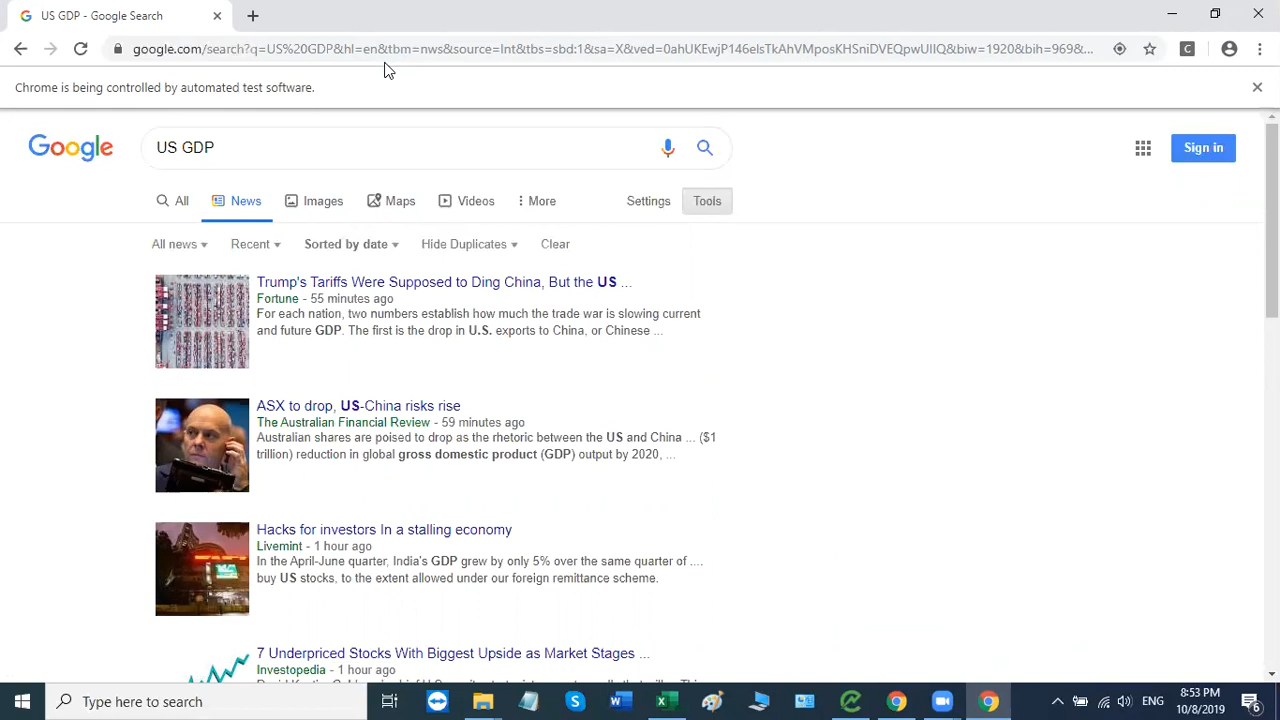 US GDP - Google Search
google.com/search?q=US%20GDP&hl=en&tbm=nws&source=lnt&tbs=sbd:1&sa=X&ved=0ahUKEwjP146elsTkAhVMposKHSniDVEQpwUIIQ&biw=1920&bih=969&...
C
Chrome is being controlled by automated test software.
Google
US GDP
Sign in
All News Images Maps Videos More Settings Tools
All news Recent Sorted by date Hide Duplicates Clear
Trump's Tariffs Were Supposed to Ding China, But the US ...
Fortune - 55 minutes ago
For each nation, two numbers establish how much the trade war is slowing current
and future GDP. The first is the drop in U.S. exports to China, or Chinese ...
ASX to drop, US-China risks rise
The Australian Financial Review - 59 minutes ago
Australian shares are poised to drop as the rhetoric between the US and China ... ($1
trillion) reduction in global gross domestic product (GDP) output by 2020, ...
Hacks for investors In a stalling economy
Livemint - 1 hour ago
In the April-June quarter, India's GDP grew by only 5% over the same quarter of ....
buy US stocks, to the extent allowed under our foreign remittance scheme.
7 Underpriced Stocks With Biggest Upside as Market Stages ...
Investopedia - 1 hour ago
Type here to search
ENG
8:53 PM
10/8/2019
6